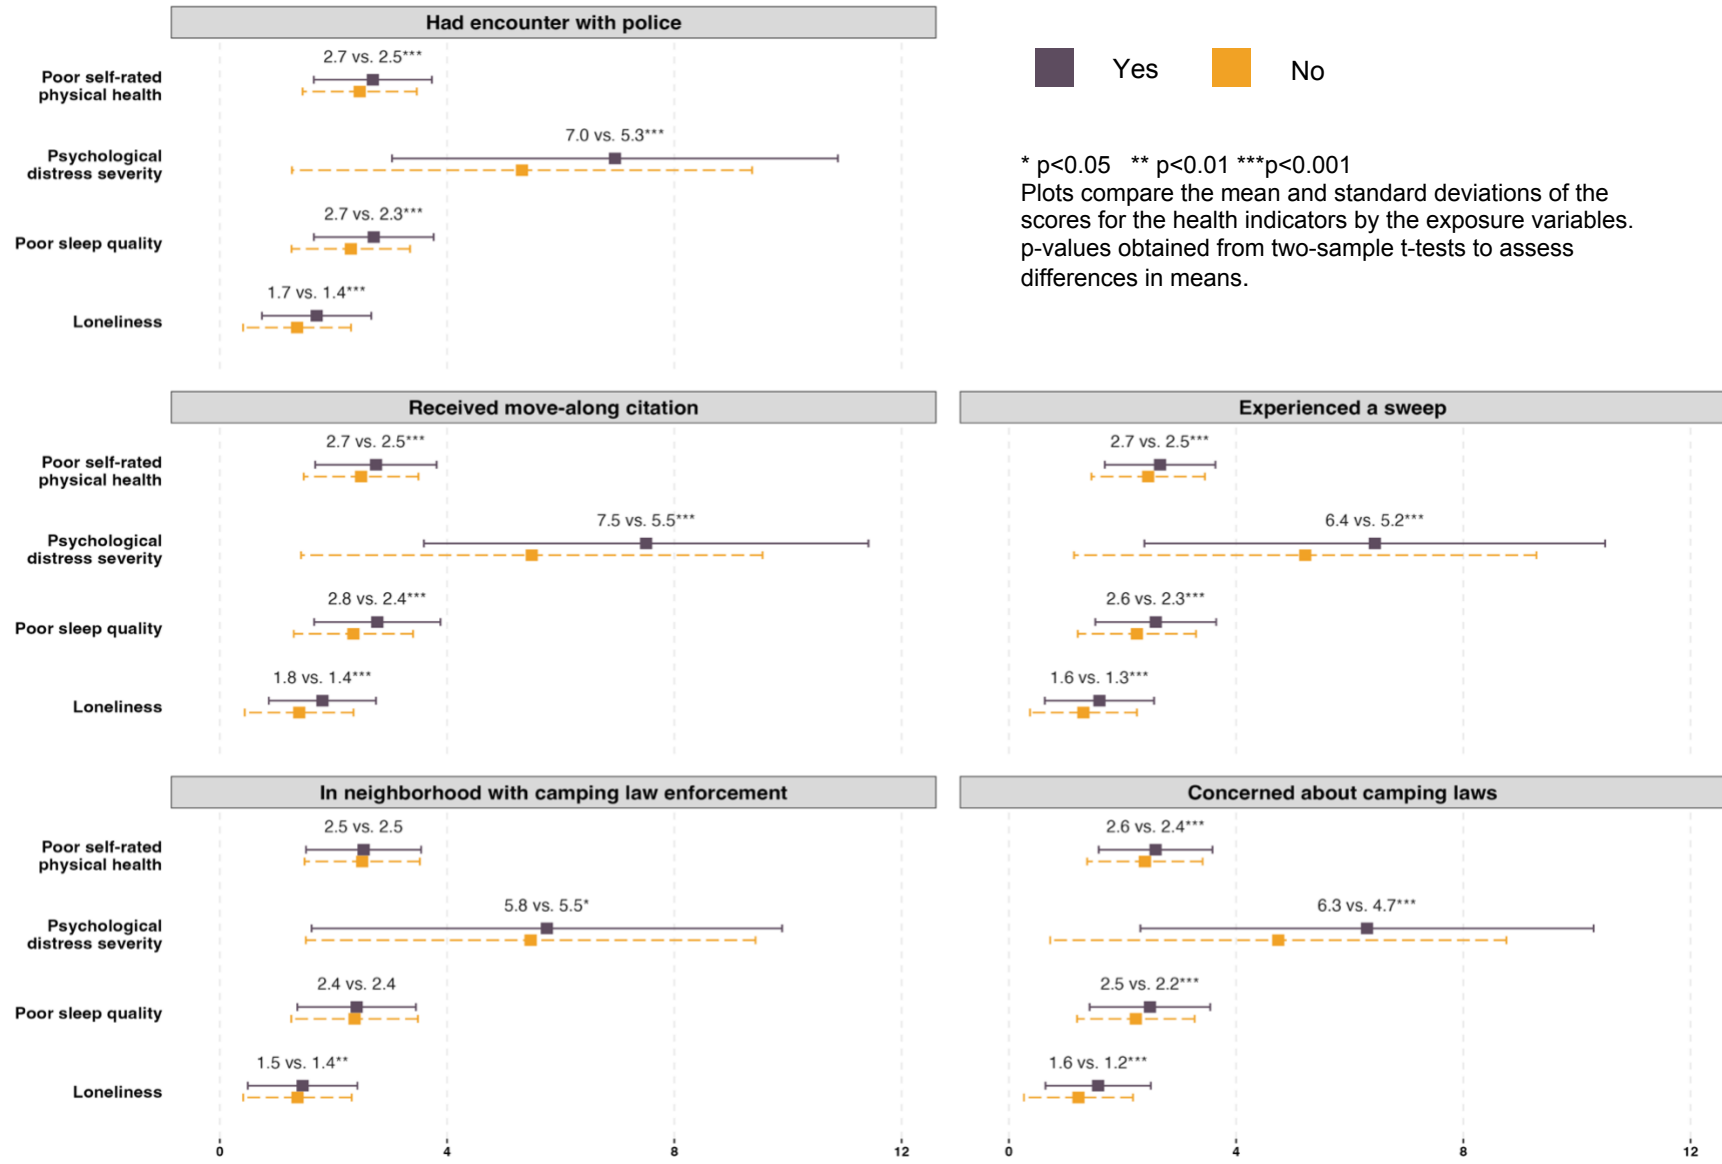 Had encounter with police
Yes
No
* p<0.05 ** p<0.01 ***p<0.001
Plots compare the mean and standard deviations of the
scores for the health indicators by the exposure variables.
p-values obtained from two-sample t-tests to assess
differences in means.
2.7 vs. 2.5***
Poor self-rated
physical health
7.0 vs. 5.3***
Psychological
distress severity
2.7 vs. 2.3***
Poor sleep quality
1.7 vs. 1.4***
Loneliness
Received move-along citation
2.7 vs. 2.5***
Poor self-rated
physical health
7.5 vs. 5.5***
Psychological
distress severity
2.8 vs. 2.4***
Poor sleep quality
1.8 vs. 1.4***
Loneliness
Experienced a sweep
2.7 vs. 2.5***
6.4 vs. 5.2***
2.6 vs. 2.3***
1.6 vs. 1.3***
In neighborhood with camping law enforcement
2.5 vs. 2.5
Poor self-rated
physical health
5.8 vs. 5.5*
Psychological
distress severity
2.4 vs. 2.4
Poor sleep quality
1.5 vs. 1.4**
Loneliness
0 4 8 12
Concerned about camping laws
2.6 vs. 2.4***
6.3 vs. 4.7***
2.5 vs. 2.2***
1.6 vs. 1.2***
0 4 8 12